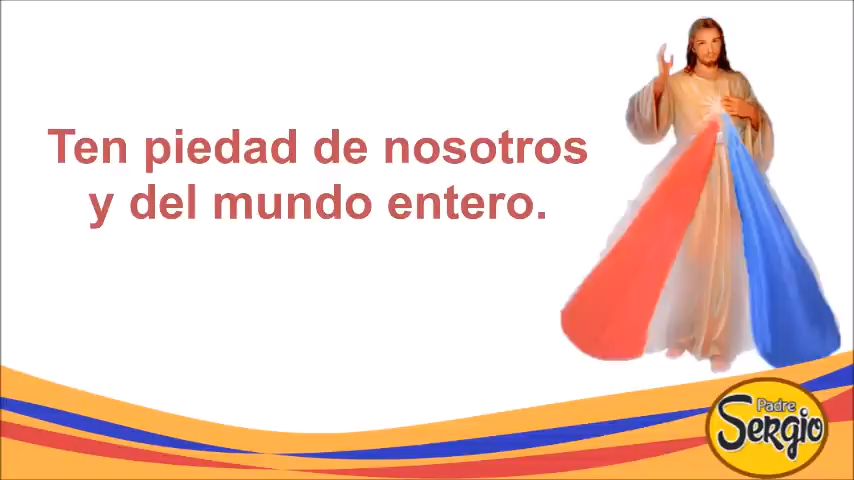 Ten piedad de nosotros
y del mundo entero.
Padre
Sergio